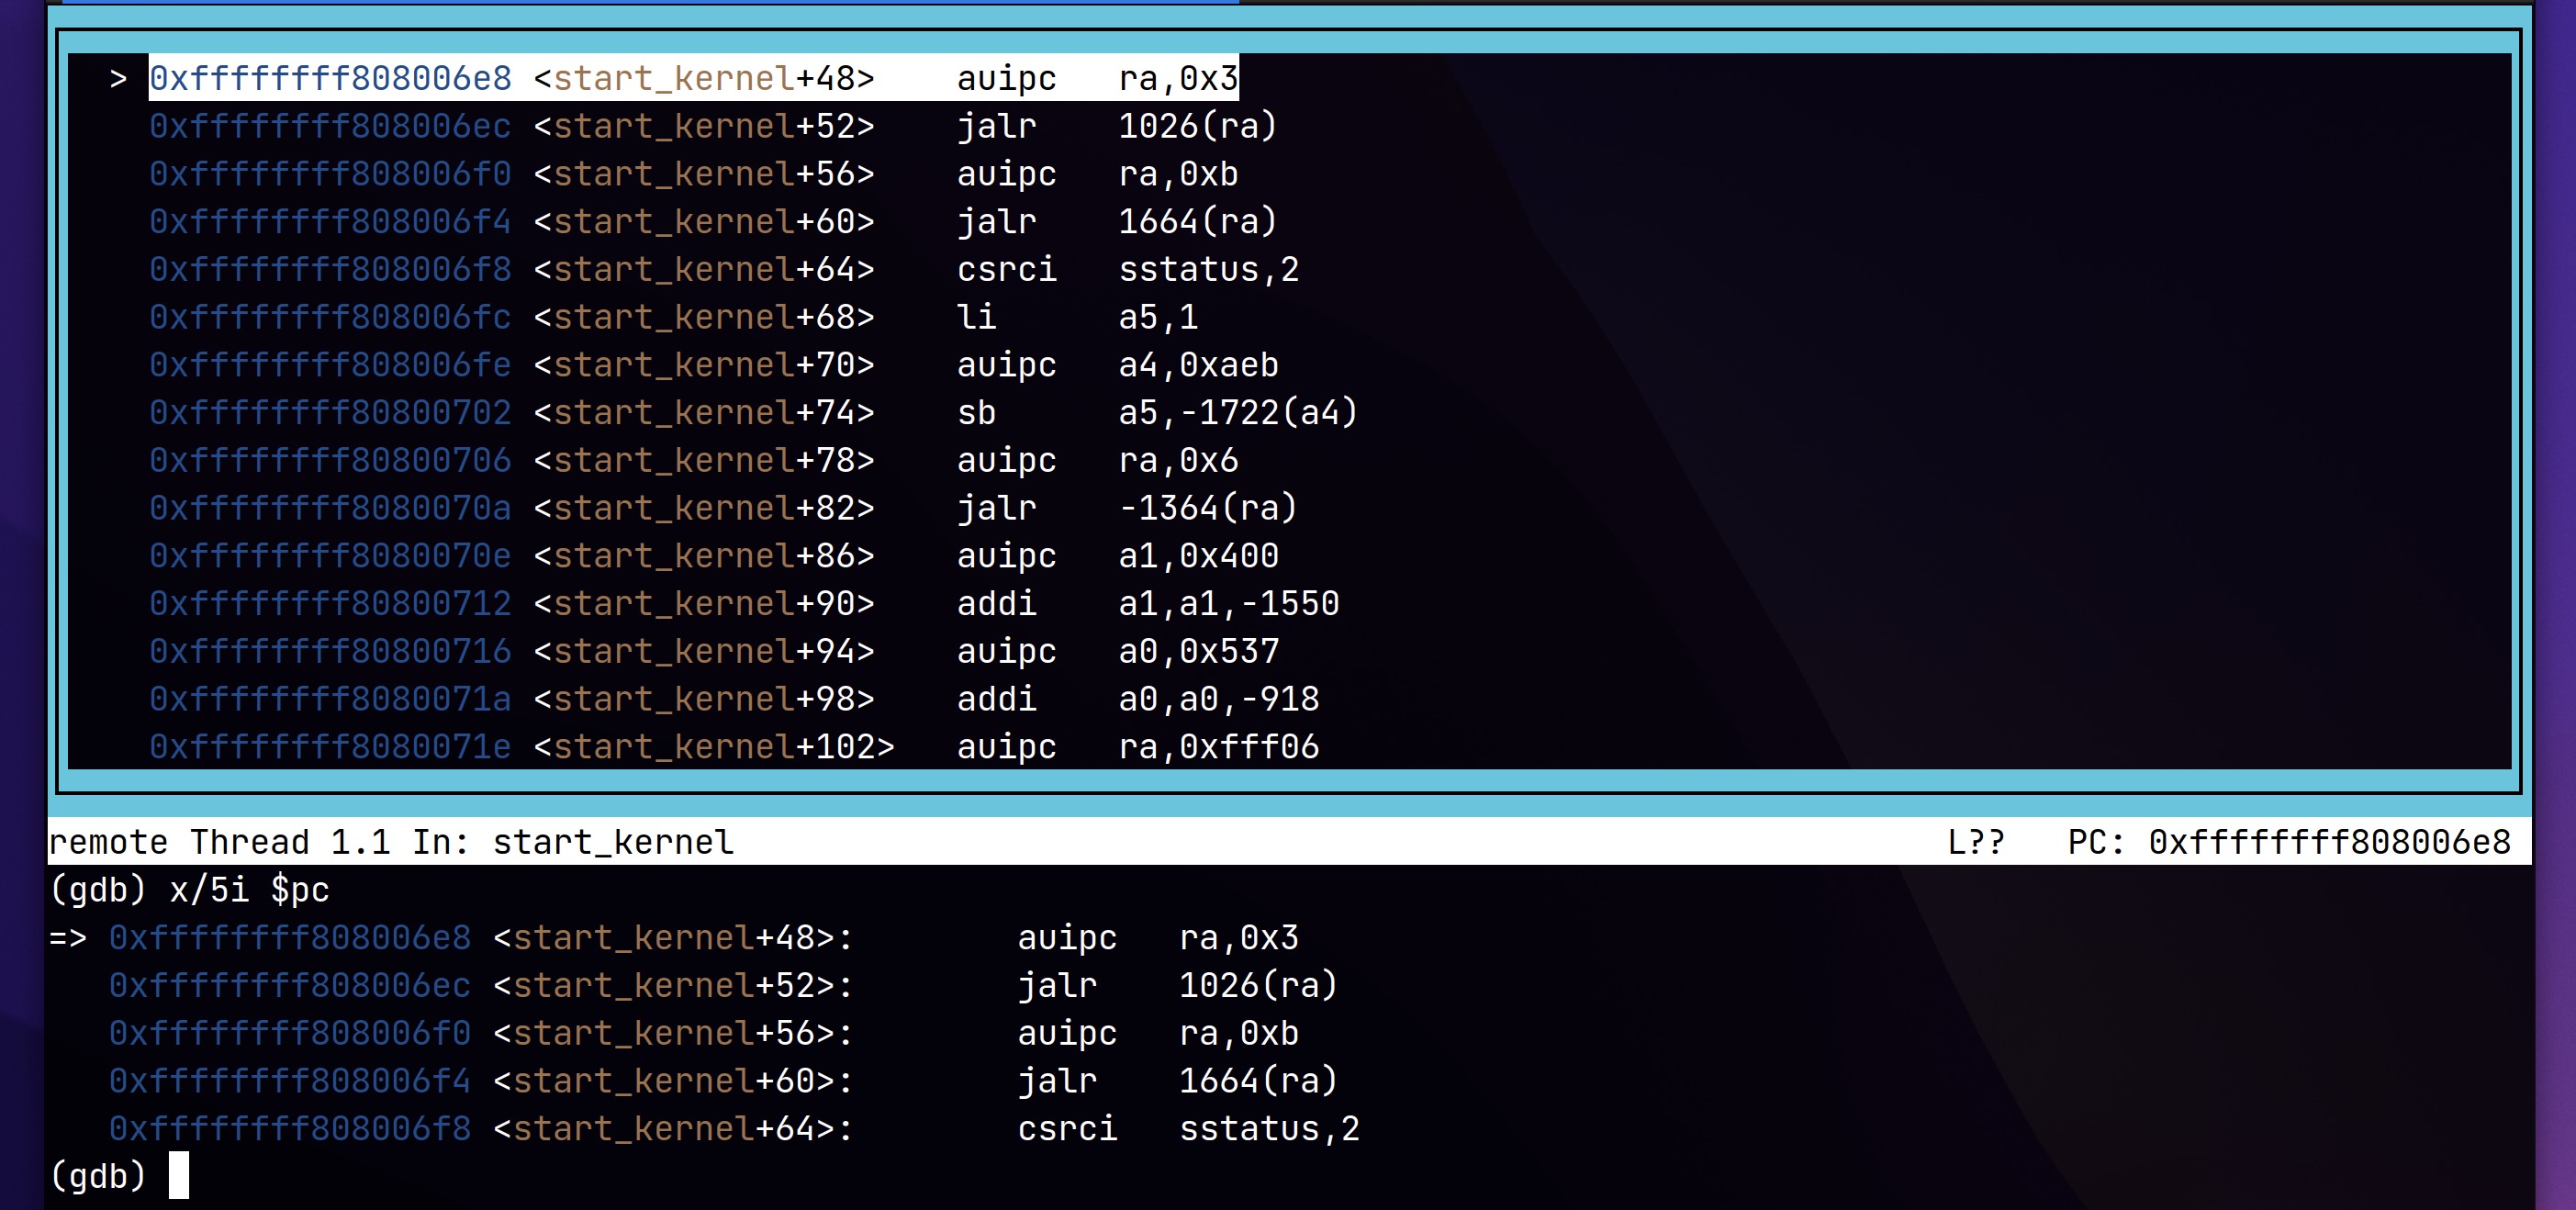 > 0xffffffff808006e8 <start_kernel+48>    auipc   ra,0x3
0xffffffff808006ec <start_kernel+52>    jalr    1026(ra)
0xffffffff808006f0 <start_kernel+56>    auipc   ra,0xb
0xffffffff808006f4 <start_kernel+60>    jalr    1664(ra)
0xffffffff808006f8 <start_kernel+64>    csrci   sstatus,2
0xffffffff808006fc <start_kernel+68>    li      a5,1
0xffffffff808006fe <start_kernel+70>    auipc   a4,0xaeb
0xffffffff80800702 <start_kernel+74>    sb      a5,-1722(a4)
0xffffffff80800706 <start_kernel+78>    auipc   ra,0x6
0xffffffff8080070a <start_kernel+82>    jalr    -1364(ra)
0xffffffff8080070e <start_kernel+86>    auipc   a1,0x400
0xffffffff80800712 <start_kernel+90>    addi    a1,a1,-1550
0xffffffff80800716 <start_kernel+94>    auipc   a0,0x537
0xffffffff8080071a <start_kernel+98>    addi    a0,a0,-918
0xffffffff8080071e <start_kernel+102>   auipc   ra,0xfff06
remote Thread 1.1 In: start_kernel    L??   PC: 0xffffffff808006e8
(gdb) x/5i $pc
=> 0xffffffff808006e8 <start_kernel+48>:        auipc   ra,0x3
0xffffffff808006ec <start_kernel+52>:        jalr    1026(ra)
0xffffffff808006f0 <start_kernel+56>:        auipc   ra,0xb
0xffffffff808006f4 <start_kernel+60>:        jalr    1664(ra)
0xffffffff808006f8 <start_kernel+64>:        csrci   sstatus,2
(gdb)